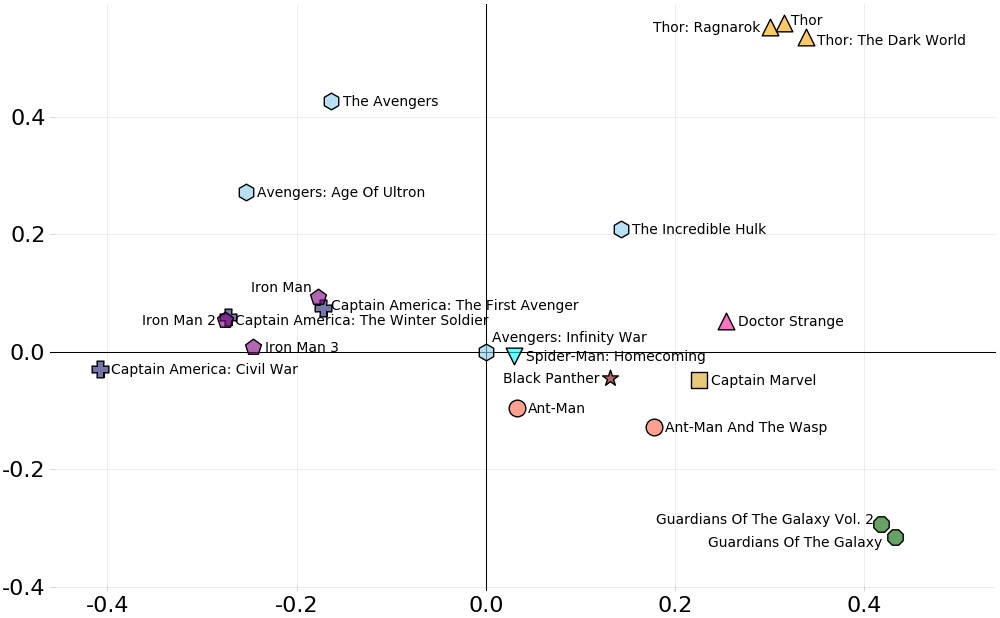 Thor
Thor: Ragnarok
Thor: The Dark World
The Avengers
0.4
Avengers: Age Of Ultron
The Incredible Hulk
0.2
Iron Man
Captain America: The First Avenger
Iron Man 2
Captain America: The Winter Soldier
Doctor Strange
Avengers: Infinity War
Iron Man 3
0.0
Spider-Man: Homecoming
Captain America: Civil War
Black Panther
Captain Marvel
Ant-Man
Ant-Man And The Wasp
-0.2
Guardians Of The Galaxy Vol. 2
Guardians Of The Galaxy
-0.4
-0.4 -0.2 0.0 0.2 0.4